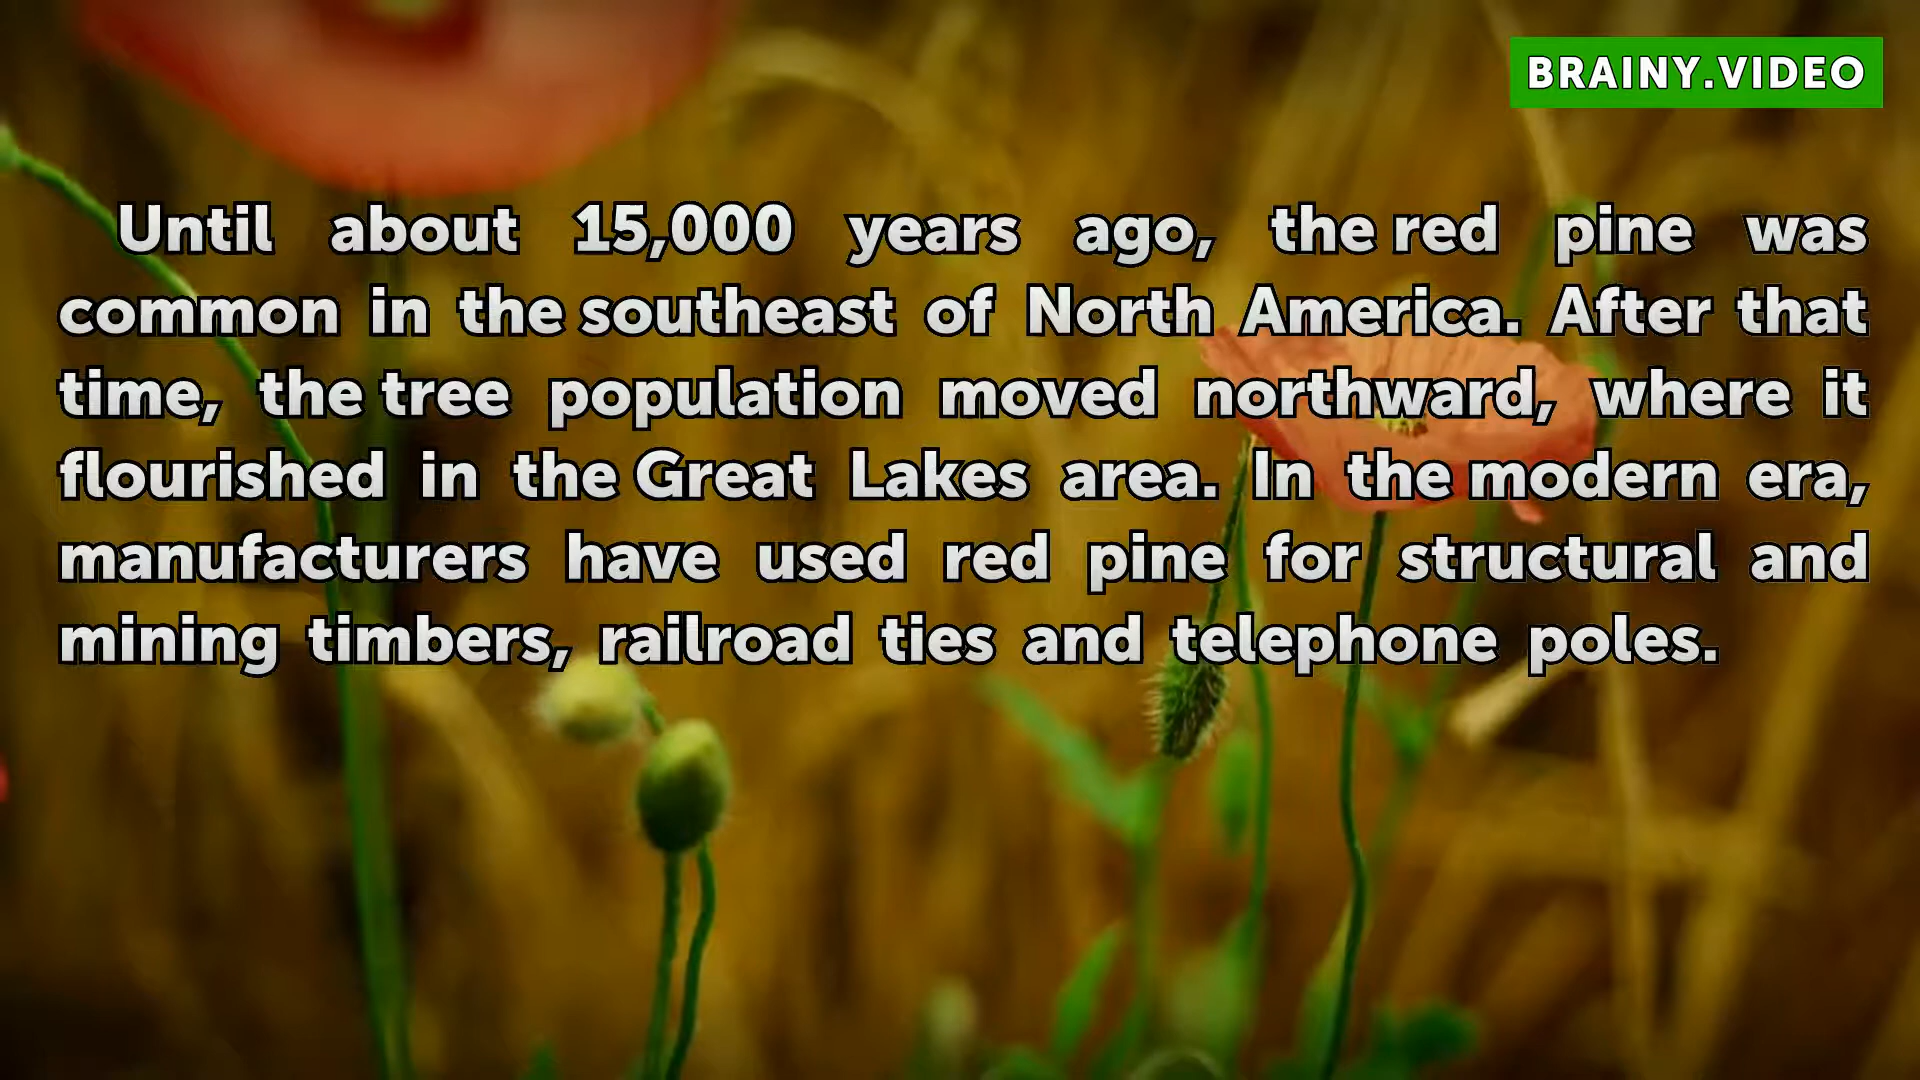 BRAINY.VIDEO
Until about 15,000 years ago, the red pine was
common in the southeast of North America. After that
time, the tree population moved northward, where it
flourished in the Great Lakes area. In the modern era,
manufacturers have used red pine for structural and
mining timbers, railroad ties and telephone poles.